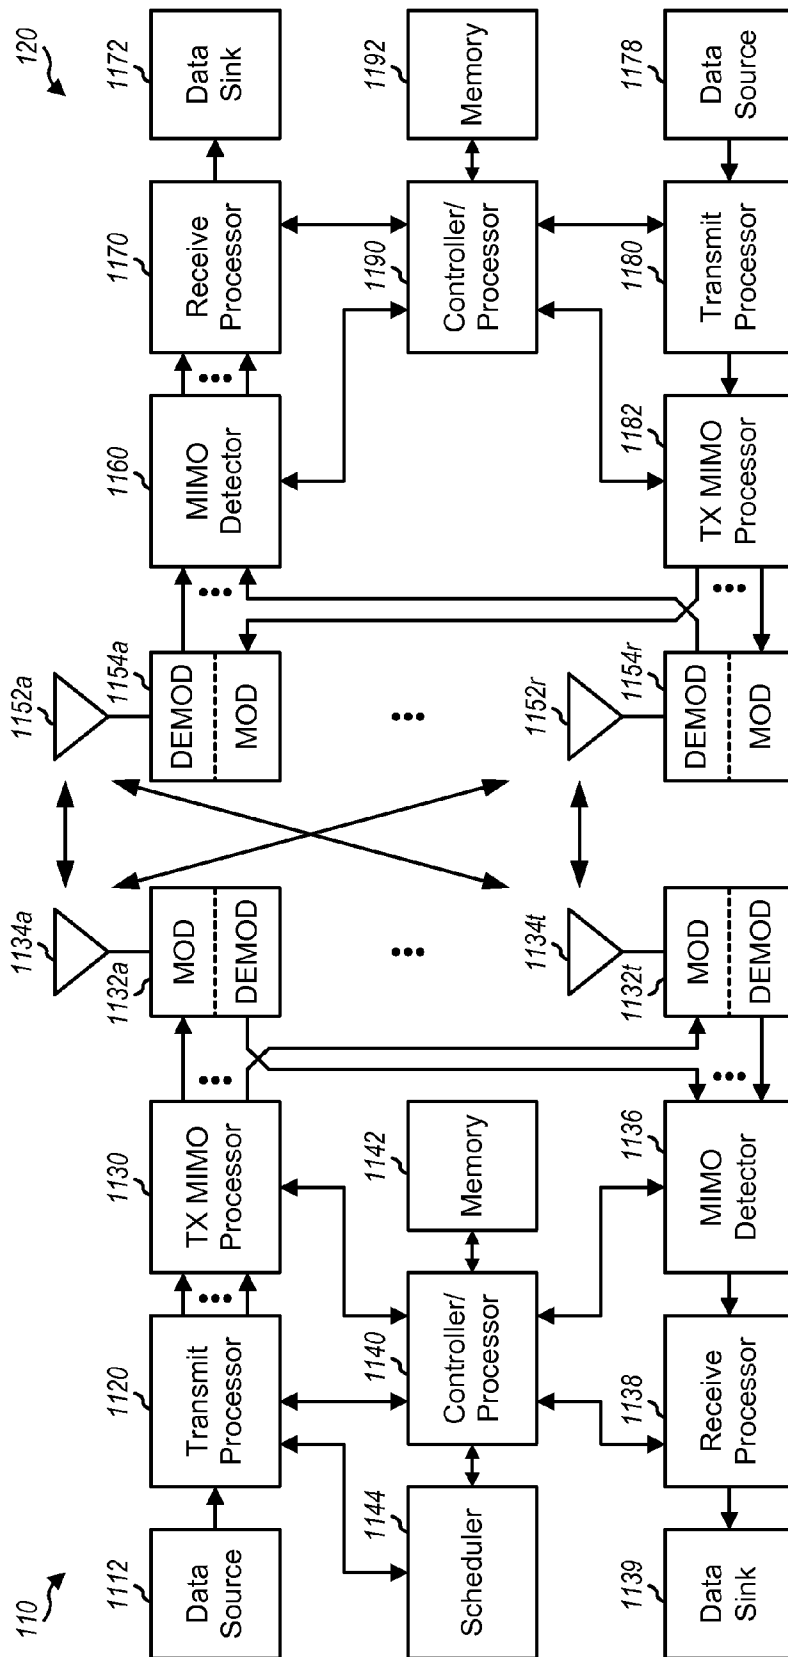 110
1112
Data
Source
1120
Transmit
Processor
1130
TX MIMO
Processor
1132a
MOD
DEMOD
1134a
1144
Scheduler
1140
Controller/
Processor
1142
Memory
1139
Data
Sink
1138
Receive
Processor
1136
MIMO
Detector
1132t
MOD
DEMOD
1134t
120
1152a
1154a
DEMOD
MOD
1160
MIMO
Detector
1170
Receive
Processor
1172
Data
Sink
1190
Controller/
Processor
1192
Memory
1152r
1154r
DEMOD
MOD
1182
TX MIMO
Processor
1180
Transmit
Processor
1178
Data
Source